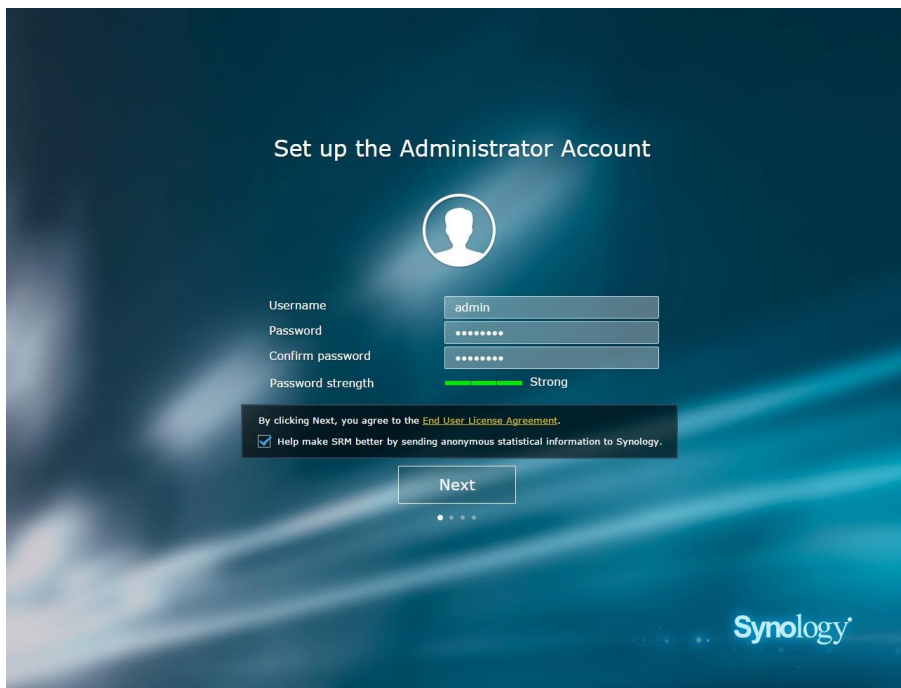 Set up the Administrator Account
Username admin
Password ••••••••
Confirm password ••••••••
Password strength Strong
By clicking Next, you agree to the End User License Agreement.
Help make SRM better by sending anonymous statistical information to Synology.
Next
Synology